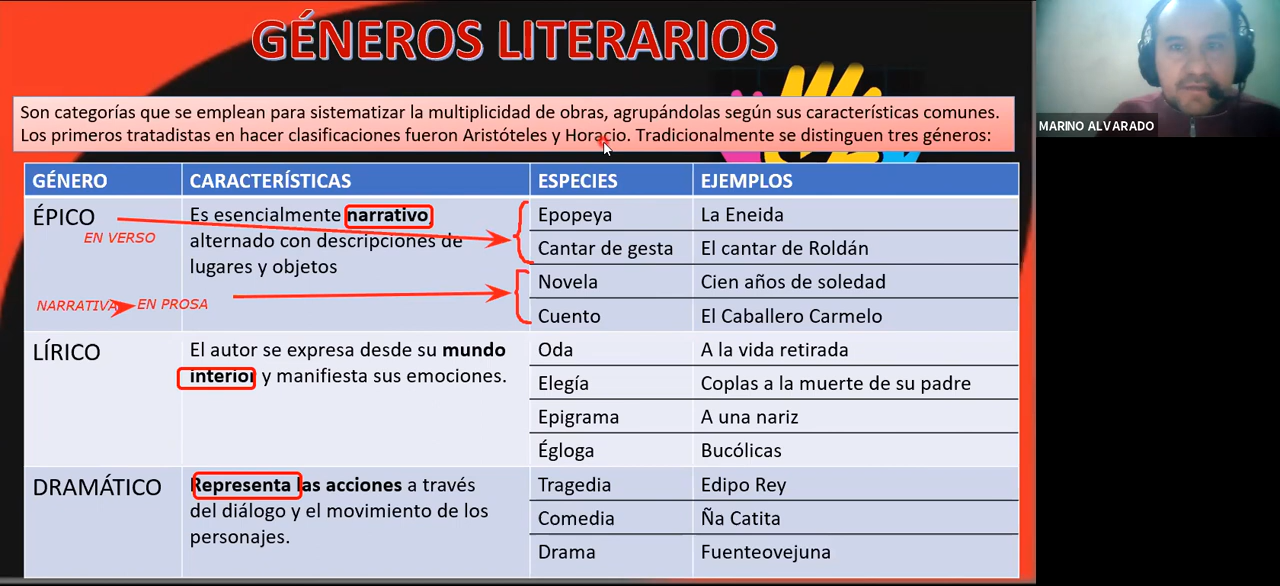 GÉNEROS LITERARIOS
Son categorías que se emplean para sistematizar la multiplicidad de obras, agrupándolas según sus características comunes.
Los primeros tratadistas en hacer clasificaciones fueron Aristóteles y Horacio. Tradicionalmente se distinguen tres géneros:
MARINO ALVARADO
GÉNERO CARACTERÍSTICAS ESPECIES EJEMPLOS
ÉPICO
EN VERSO
NARRATIVA EN PROSA
Es esencialmente narrativo,
alternado con descripciones de
lugares y objetos
Epopeya La Eneida
Cantar de gesta El cantar de Roldán
Novela Cien años de soledad
Cuento El Caballero Carmelo
LÍRICO
El autor se expresa desde su mundo
interior y manifiesta sus emociones.
Oda A la vida retirada
Elegía Coplas a la muerte de su padre
Epigrama A una nariz
Égloga Bucólicas
DRAMÁTICO
Representa las acciones a través
del diálogo y el movimiento de los
personajes.
Tragedia Edipo Rey
Comedia Ña Catita
Drama Fuenteovejuna